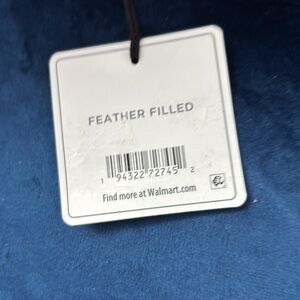 FEATHER FILLED
1 94322 72745 2
Find more at Walmart.com